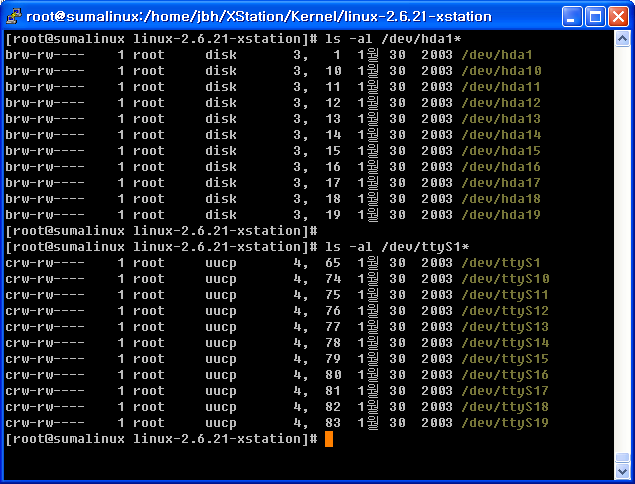 root@sumalinux:/home/jbh/XStation/Kernel/linux-2.6.21-xstation
[root@sumalinux linux-2.6.21-xstation]# ls -al /dev/hda1*
brw-rw---- 1 root disk 3, 1 1월 30 2003 /dev/hda1
brw-rw---- 1 root disk 3, 10 1월 30 2003 /dev/hda10
brw-rw---- 1 root disk 3, 11 1월 30 2003 /dev/hda11
brw-rw---- 1 root disk 3, 12 1월 30 2003 /dev/hda12
brw-rw---- 1 root disk 3, 13 1월 30 2003 /dev/hda13
brw-rw---- 1 root disk 3, 14 1월 30 2003 /dev/hda14
brw-rw---- 1 root disk 3, 15 1월 30 2003 /dev/hda15
brw-rw---- 1 root disk 3, 16 1월 30 2003 /dev/hda16
brw-rw---- 1 root disk 3, 17 1월 30 2003 /dev/hda17
brw-rw---- 1 root disk 3, 18 1월 30 2003 /dev/hda18
brw-rw---- 1 root disk 3, 19 1월 30 2003 /dev/hda19
[root@sumalinux linux-2.6.21-xstation]#
[root@sumalinux linux-2.6.21-xstation]# ls -al /dev/ttyS1*
crw-rw---- 1 root uucp 4, 65 1월 30 2003 /dev/ttyS1
crw-rw---- 1 root uucp 4, 74 1월 30 2003 /dev/ttyS10
crw-rw---- 1 root uucp 4, 75 1월 30 2003 /dev/ttyS11
crw-rw---- 1 root uucp 4, 76 1월 30 2003 /dev/ttyS12
crw-rw---- 1 root uucp 4, 77 1월 30 2003 /dev/ttyS13
crw-rw---- 1 root uucp 4, 78 1월 30 2003 /dev/ttyS14
crw-rw---- 1 root uucp 4, 79 1월 30 2003 /dev/ttyS15
crw-rw---- 1 root uucp 4, 80 1월 30 2003 /dev/ttyS16
crw-rw---- 1 root uucp 4, 81 1월 30 2003 /dev/ttyS17
crw-rw---- 1 root uucp 4, 82 1월 30 2003 /dev/ttyS18
crw-rw---- 1 root uucp 4, 83 1월 30 2003 /dev/ttyS19
[root@sumalinux linux-2.6.21-xstation]#